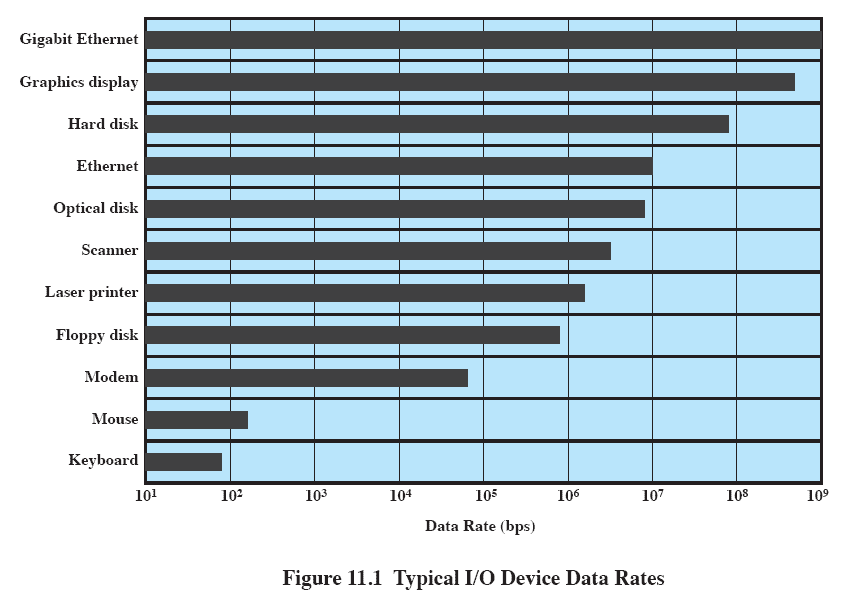 Gigabit Ethernet
Graphics display
Hard disk
Ethernet
Optical disk
Scanner
Laser printer
Floppy disk
Modem
Mouse
Keyboard
10¹ 10² 10³ 10⁴ 10⁵ 10⁶ 10⁷ 10⁸ 10⁹
Data Rate (bps)
Figure 11.1 Typical I/O Device Data Rates